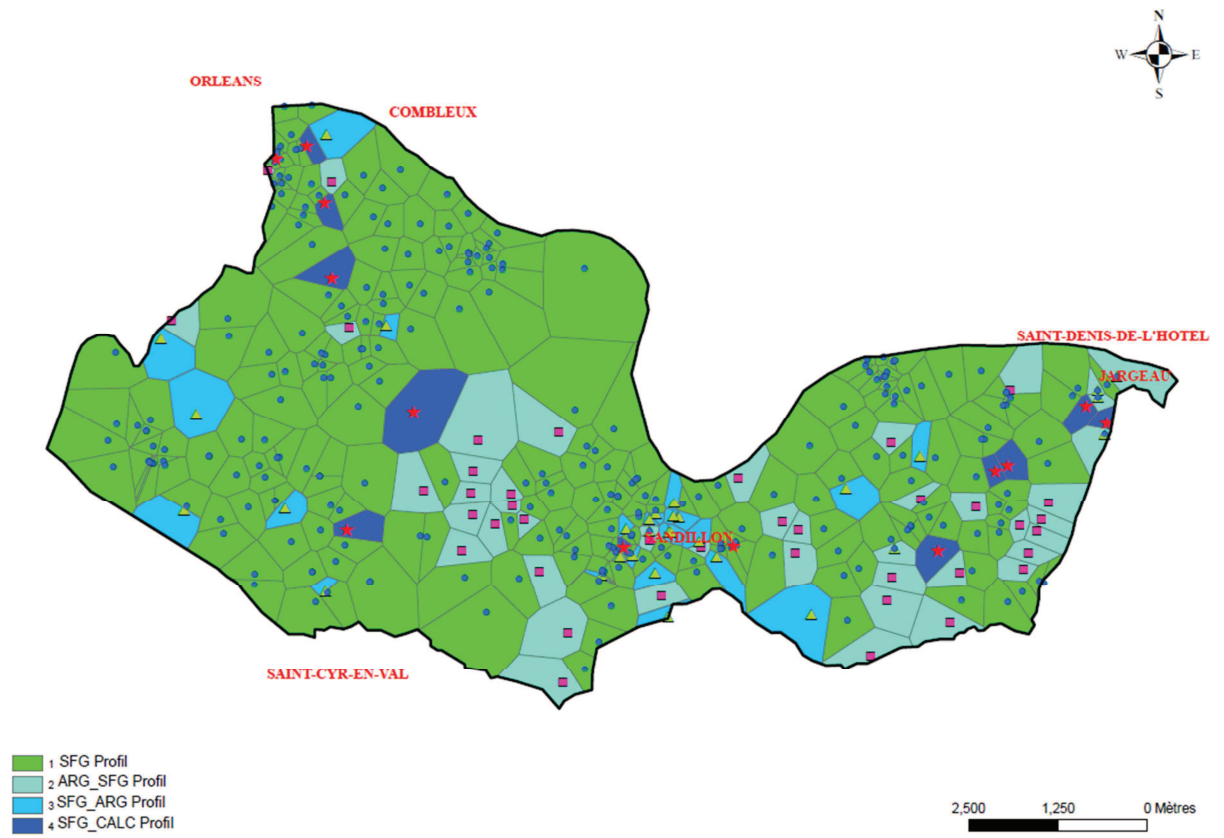 N
W E
S
ORLEANS
COMBLEUX
SAINT-DENIS-DE-L'HOTEL
JARGEAU
SANDILLON
SAINT-CYR-EN-VAL
1 SFG Profil
2 ARG_SFG Profil
3 SFG_ARG Profil
4 SFG_CALC Profil
2,500 1,250 0 Mètres